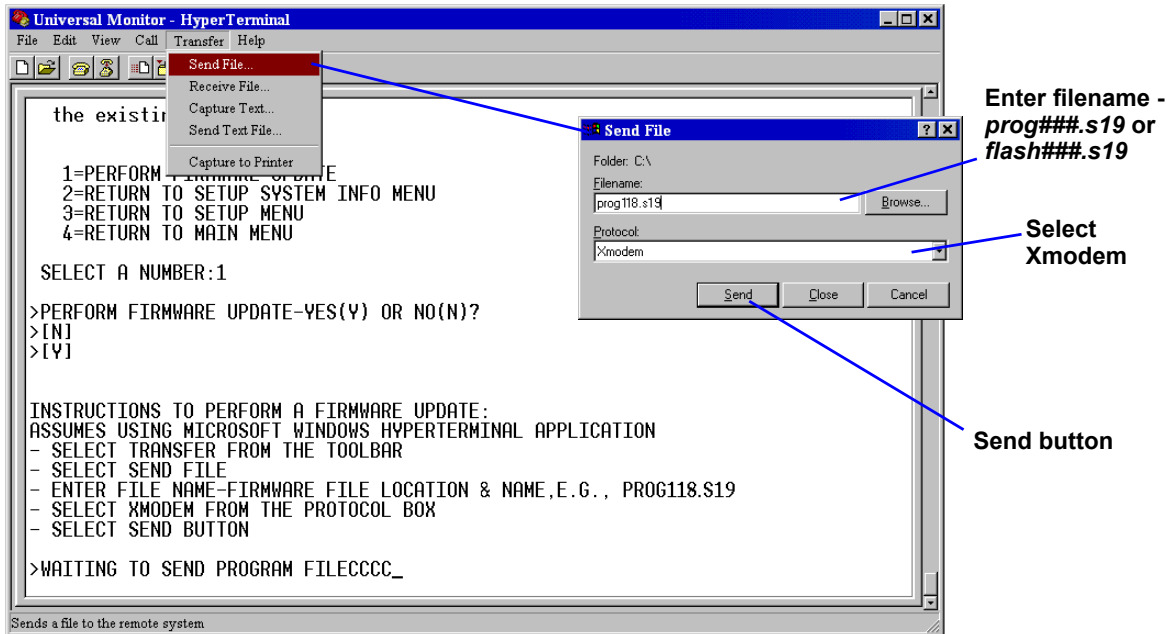 Universal Monitor - HyperTerminal
File Edit View Call Transfer Help
Send File...
Receive File...
Capture Text...
Send Text File...
Capture to Printer
the existin
1=PERFORM FIRMWARE UPDATE
2=RETURN TO SETUP SYSTEM INFO MENU
3=RETURN TO SETUP MENU
4=RETURN TO MAIN MENU
SELECT A NUMBER:1
>PERFORM FIRMWARE UPDATE-YES(Y) OR NO(N)?
>[N]
>[Y]
INSTRUCTIONS TO PERFORM A FIRMWARE UPDATE:
ASSUMES USING MICROSOFT WINDOWS HYPERTERMINAL APPLICATION
- SELECT TRANSFER FROM THE TOOLBAR
- SELECT SEND FILE
- ENTER FILE NAME-FIRMWARE FILE LOCATION & NAME,E.G., PROG118.S19
- SELECT XMODEM FROM THE PROTOCOL BOX
- SELECT SEND BUTTON
>WAITING TO SEND PROGRAM FILECCCC_
Sends a file to the remote system
Send File
Folder: C:\
Filename:
prog118.s19
Browse...
Protocol:
Xmodem
Send Close Cancel
Enter filename -
prog###.s19 or
flash###.s19
Select
Xmodem
Send button